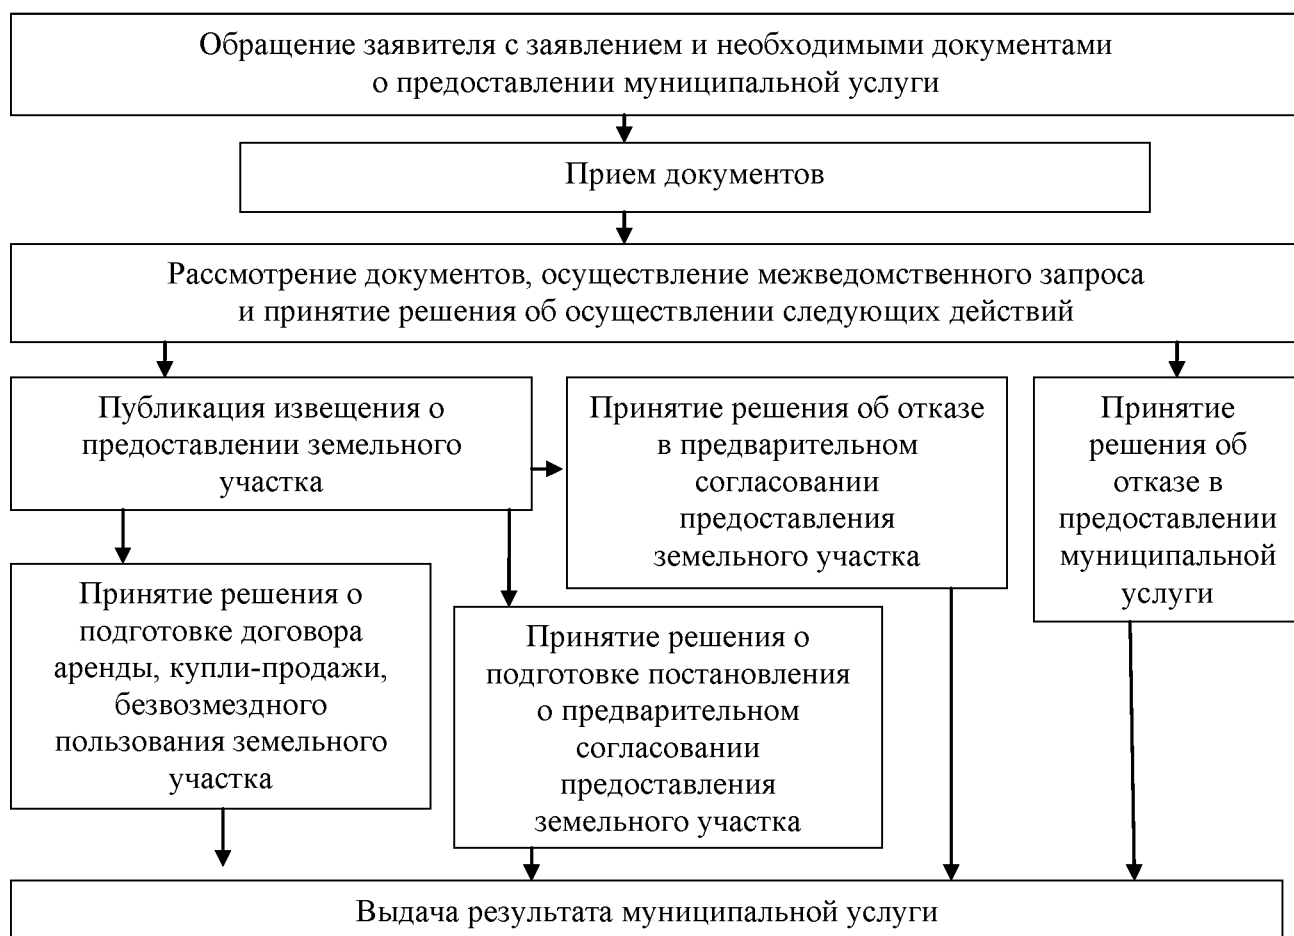 Обращение заявителя с заявлением и необходимыми документами
о предоставлении муниципальной услуги
Прием документов
Рассмотрение документов, осуществление межведомственного запроса
и принятие решения об осуществлении следующих действий
Публикация извещения о
предоставлении земельного
участка
Принятие решения об отказе
в предварительном
согласовании
предоставления
земельного участка
Принятие
решения об
отказе в
предоставлении
муниципальной
услуги
Принятие решения о
подготовке договора
аренды, купли-продажи,
безвозмездного
пользования земельного
участка
Принятие решения о
подготовке постановления
о предварительном
согласовании
предоставления
земельного участка
Выдача результата муниципальной услуги